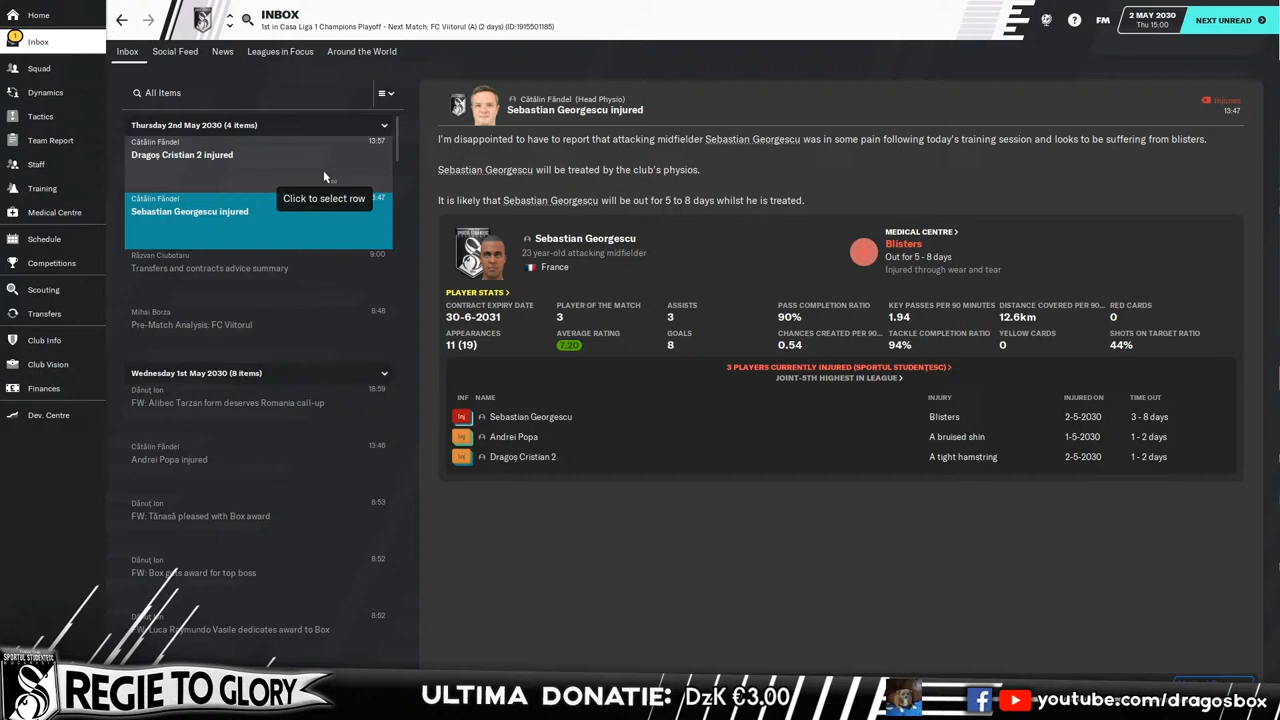 Home
1
Inbox
Squad
Dynamics
Tactics
Team Report
Staff
Training
Medical Centre
Schedule
Competitions
Scouting
Transfers
Club Info
Club Vision
Finances
Dev. Centre
INBOX
1st in Casa Liga 1 Champions Playoff - Next Match: FC Viitorul (A) (2 days) (ID:1915501185)
FM
2 MAY 2030
Thu 15:00
NEXT UNREAD
Inbox
Social Feed
News
Leagues in Focus
Around the World
All Items
Thursday 2nd May 2030 (4 items)
Cătălin Fândel 13:57
Dragoș Cristian 2 injured
Click to select row
Cătălin Fândel 3:47
Sebastian Georgescu injured
Răzvan Ciubotaru 9:00
Transfers and contracts advice summary
Mihai Borza 8:48
Pre-Match Analysis: FC Viitorul
Wednesday 1st May 2030 (8 items)
Dănuț Ion 18:59
FW: Alibec Tarzan form deserves Romania call-up
Cătălin Fândel 13:46
Andrei Popa injured
Dănuț Ion 8:53
FW: Tănasă pleased with Box award
Dănuț Ion 8:52
FW: Box gets award for top boss
Dănuț Ion 8:52
FW: Luca Raymundo Vasile dedicates award to Box
Cătălin Fândel (Head Physio)
Sebastian Georgescu injured
Injuries
13:47
I'm disappointed to have to report that attacking midfielder Sebastian Georgescu was in some pain following today's training session and looks to be suffering from blisters.
Sebastian Georgescu will be treated by the club's physios.
It is likely that Sebastian Georgescu will be out for 5 to 8 days whilst he is treated.
Sebastian Georgescu
23 year-old attacking midfielder
France
MEDICAL CENTRE
Blisters
Out for 5 - 8 days
Injured through wear and tear
PLAYER STATS
CONTRACT EXPIRY DATE PLAYER OF THE MATCH ASSISTS PASS COMPLETION RATIO KEY PASSES PER 90 MINUTES DISTANCE COVERED PER 90... RED CARDS
30-6-2031 3 3 90% 1.94 12.6km 0
APPEARANCES AVERAGE RATING GOALS CHANCES CREATED PER 90... TACKLE COMPLETION RATIO YELLOW CARDS SHOTS ON TARGET RATIO
11 (19) 7.20 8 0.54 94% 0 44%
3 PLAYERS CURRENTLY INJURED (SPORTUL STUDENȚESC)
JOINT-5TH HIGHEST IN LEAGUE
INF NAME INJURY INJURED ON TIME OUT
Inj Sebastian Georgescu Blisters 2-5-2030 3 - 8 days
Inj Andrei Popa A bruised shin 1-5-2030 1 - 2 days
Inj Dragoș Cristian 2 A tight hamstring 2-5-2030 1 - 2 days
SPORTUL STUDENTESC
REGIE TO GLORY
ULTIMA DONATIE: DzK €3.00
youtube.com/dragosbox